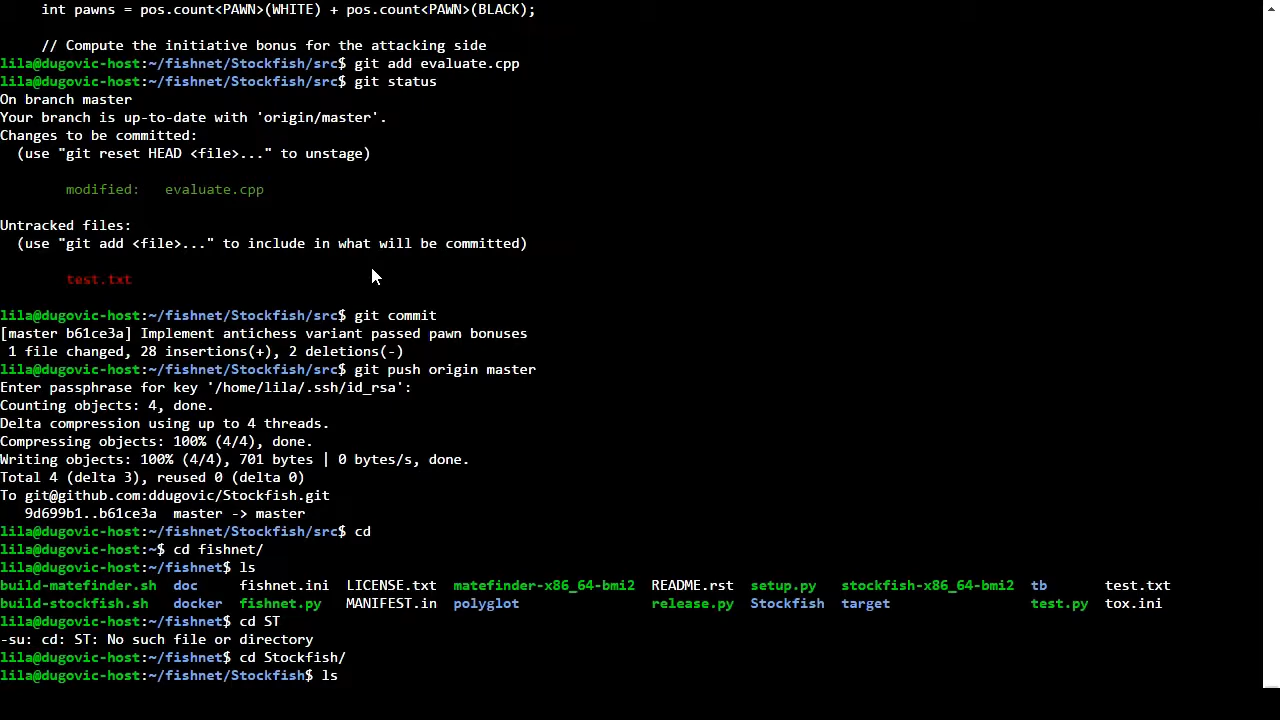 int pawns = pos.count<PAWN>(WHITE) + pos.count<PAWN>(BLACK);
// Compute the initiative bonus for the attacking side
lila@dugovic-host:~/fishnet/Stockfish/src$ git add evaluate.cpp
lila@dugovic-host:~/fishnet/Stockfish/src$ git status
On branch master
Your branch is up-to-date with 'origin/master'.
Changes to be committed:
  (use "git reset HEAD <file>..." to unstage)
        modified:   evaluate.cpp
Untracked files:
  (use "git add <file>..." to include in what will be committed)
        test.txt
lila@dugovic-host:~/fishnet/Stockfish/src$ git commit
[master b61ce3a] Implement antichess variant passed pawn bonuses
 1 file changed, 28 insertions(+), 2 deletions(-)
lila@dugovic-host:~/fishnet/Stockfish/src$ git push origin master
Enter passphrase for key '/home/lila/.ssh/id_rsa':
Counting objects: 4, done.
Delta compression using up to 4 threads.
Compressing objects: 100% (4/4), done.
Writing objects: 100% (4/4), 701 bytes | 0 bytes/s, done.
Total 4 (delta 3), reused 0 (delta 0)
To git@github.com:ddugovic/Stockfish.git
   9d699b1..b61ce3a  master -> master
lila@dugovic-host:~/fishnet/Stockfish/src$ cd
lila@dugovic-host:~$ cd fishnet/
lila@dugovic-host:~/fishnet$ ls
build-matefinder.sh  doc     fishnet.ini  LICENSE.txt  matefinder-x86_64-bmi2  README.rst  setup.py   stockfish-x86_64-bmi2  tb       test.txt
build-stockfish.sh   docker  fishnet.py   MANIFEST.in  polyglot                release.py  Stockfish  target                 test.py  tox.ini
lila@dugovic-host:~/fishnet$ cd ST
-su: cd: ST: No such file or directory
lila@dugovic-host:~/fishnet$ cd Stockfish/
lila@dugovic-host:~/fishnet/Stockfish$ ls